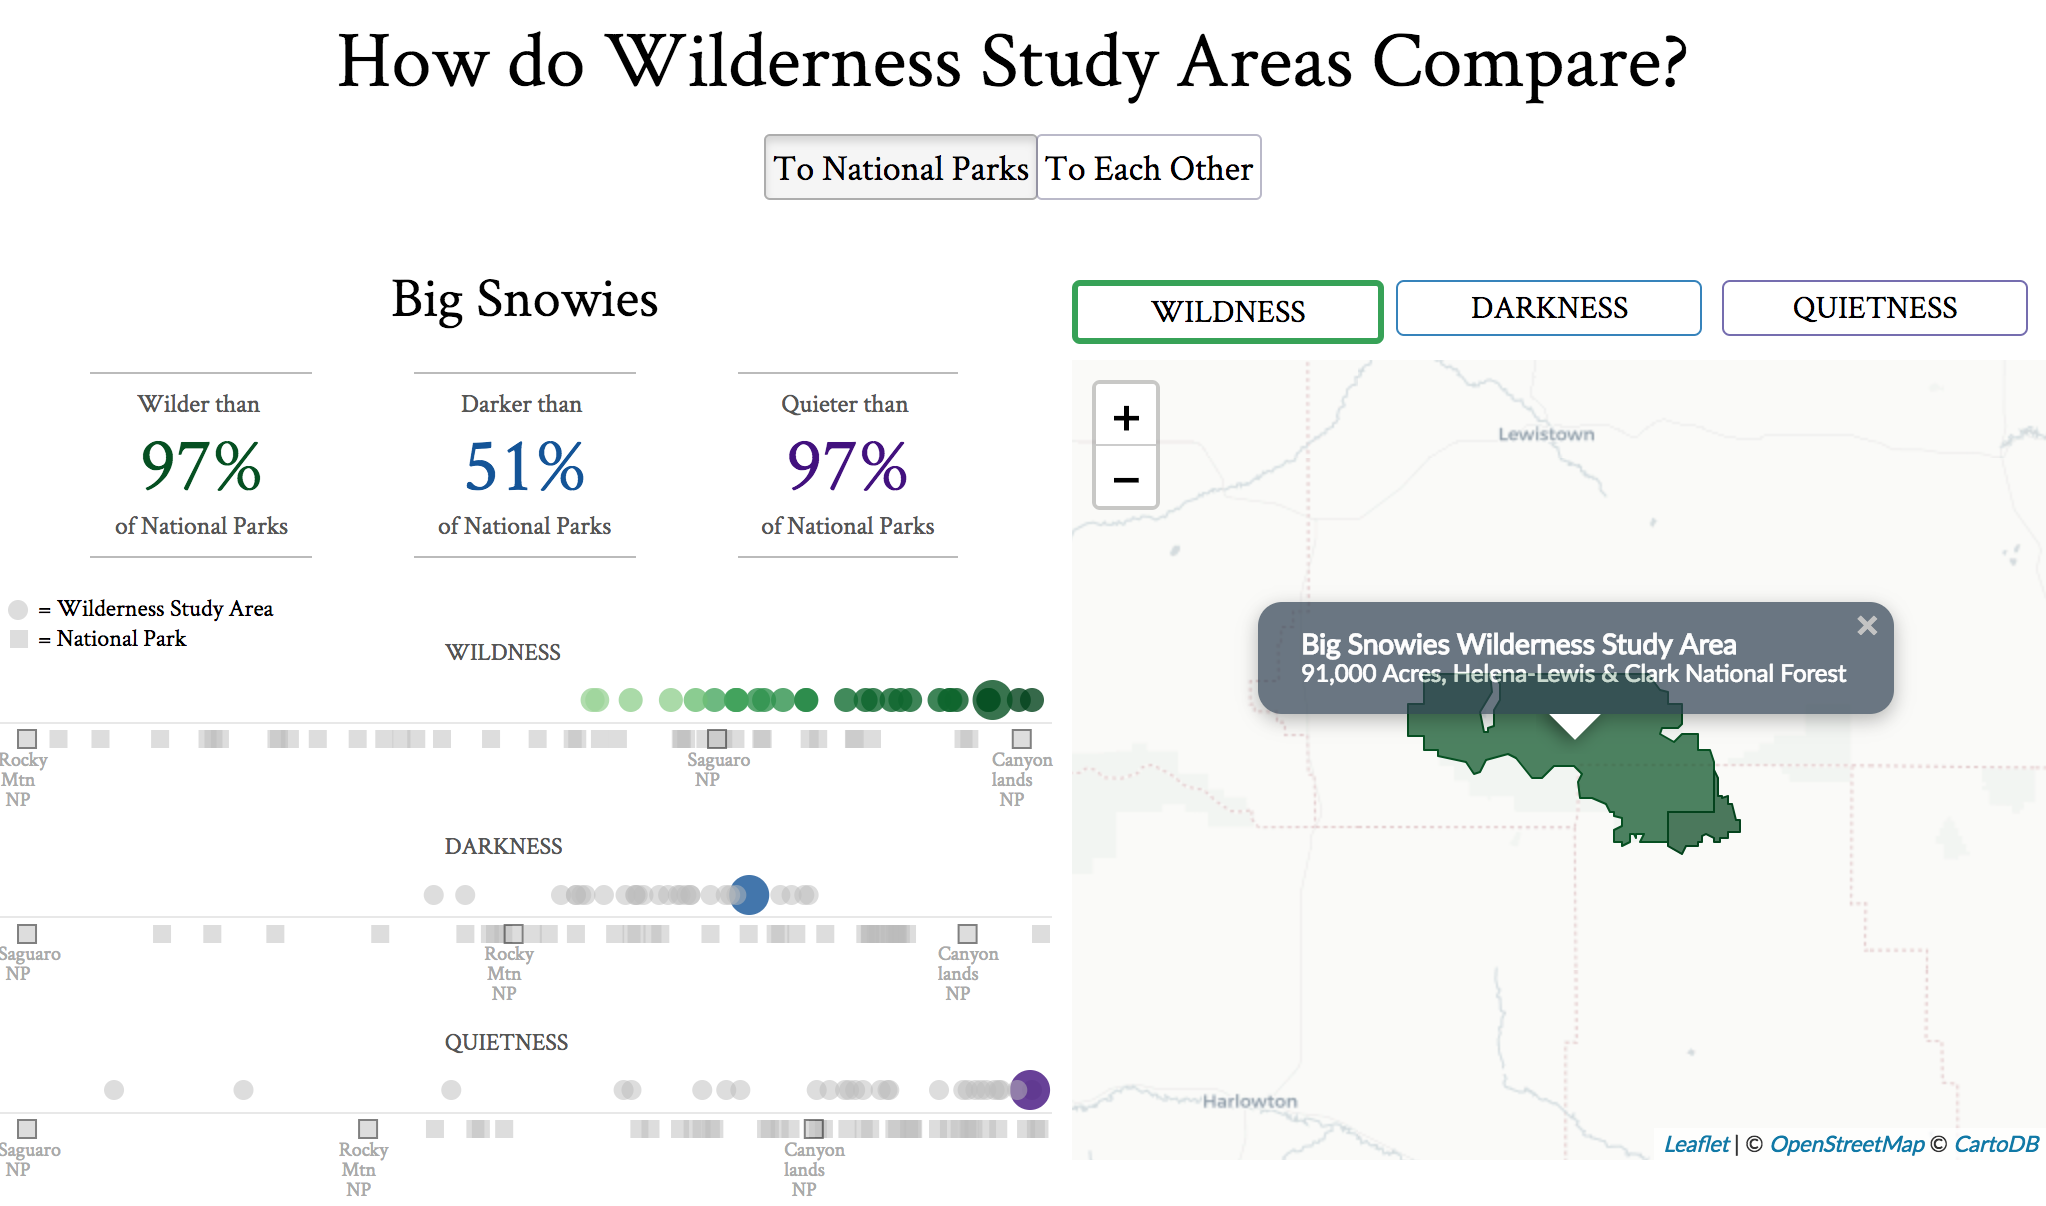 How do Wilderness Study Areas Compare?
To National Parks To Each Other
Big Snowies
Wilder than
97%
of National Parks
Darker than
51%
of National Parks
Quieter than
97%
of National Parks
= Wilderness Study Area
= National Park
WILDNESS
Rocky
Mtn
NP
Saguaro
NP
Canyon
lands
NP
DARKNESS
Saguaro
NP
Rocky
Mtn
NP
Canyon
lands
NP
QUIETNESS
Saguaro
NP
Rocky
Mtn
NP
Canyon
lands
NP
WILDNESS
DARKNESS
QUIETNESS
+
−
Lewistown
×
Big Snowies Wilderness Study Area
91,000 Acres, Helena-Lewis & Clark National Forest
Harlowton
Leaflet | © OpenStreetMap © CartoDB